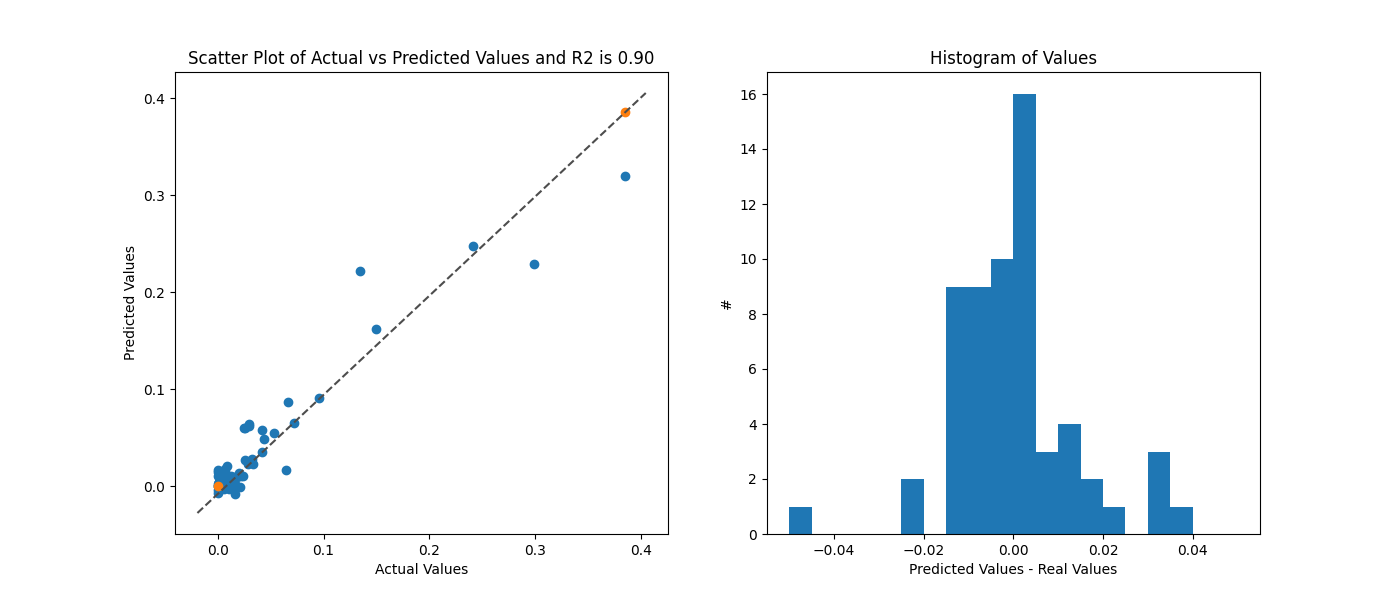 Scatter Plot of Actual vs Predicted Values and R2 is 0.90
0.4
0.3
0.2
0.1
0.0
Predicted Values
0.0 0.1 0.2 0.3 0.4
Actual Values
Histogram of Values
16
14
12
10
8
6
4
2
0
#
−0.04 −0.02 0.00 0.02 0.04
Predicted Values - Real Values